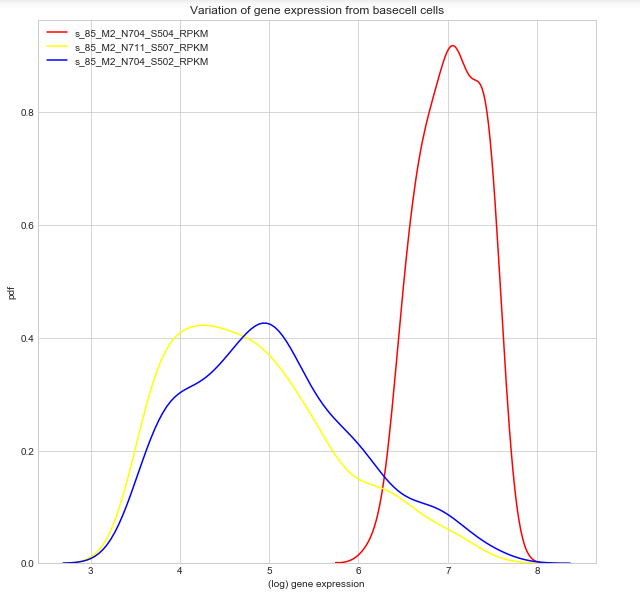 Variation of gene expression from basecell cells
s_85_M2_N704_S504_RPKM
s_85_M2_N711_S507_RPKM
s_85_M2_N704_S502_RPKM
0.8
0.6
pdf
0.4
0.2
0.0
3 4 5 6 7 8
(log) gene expression